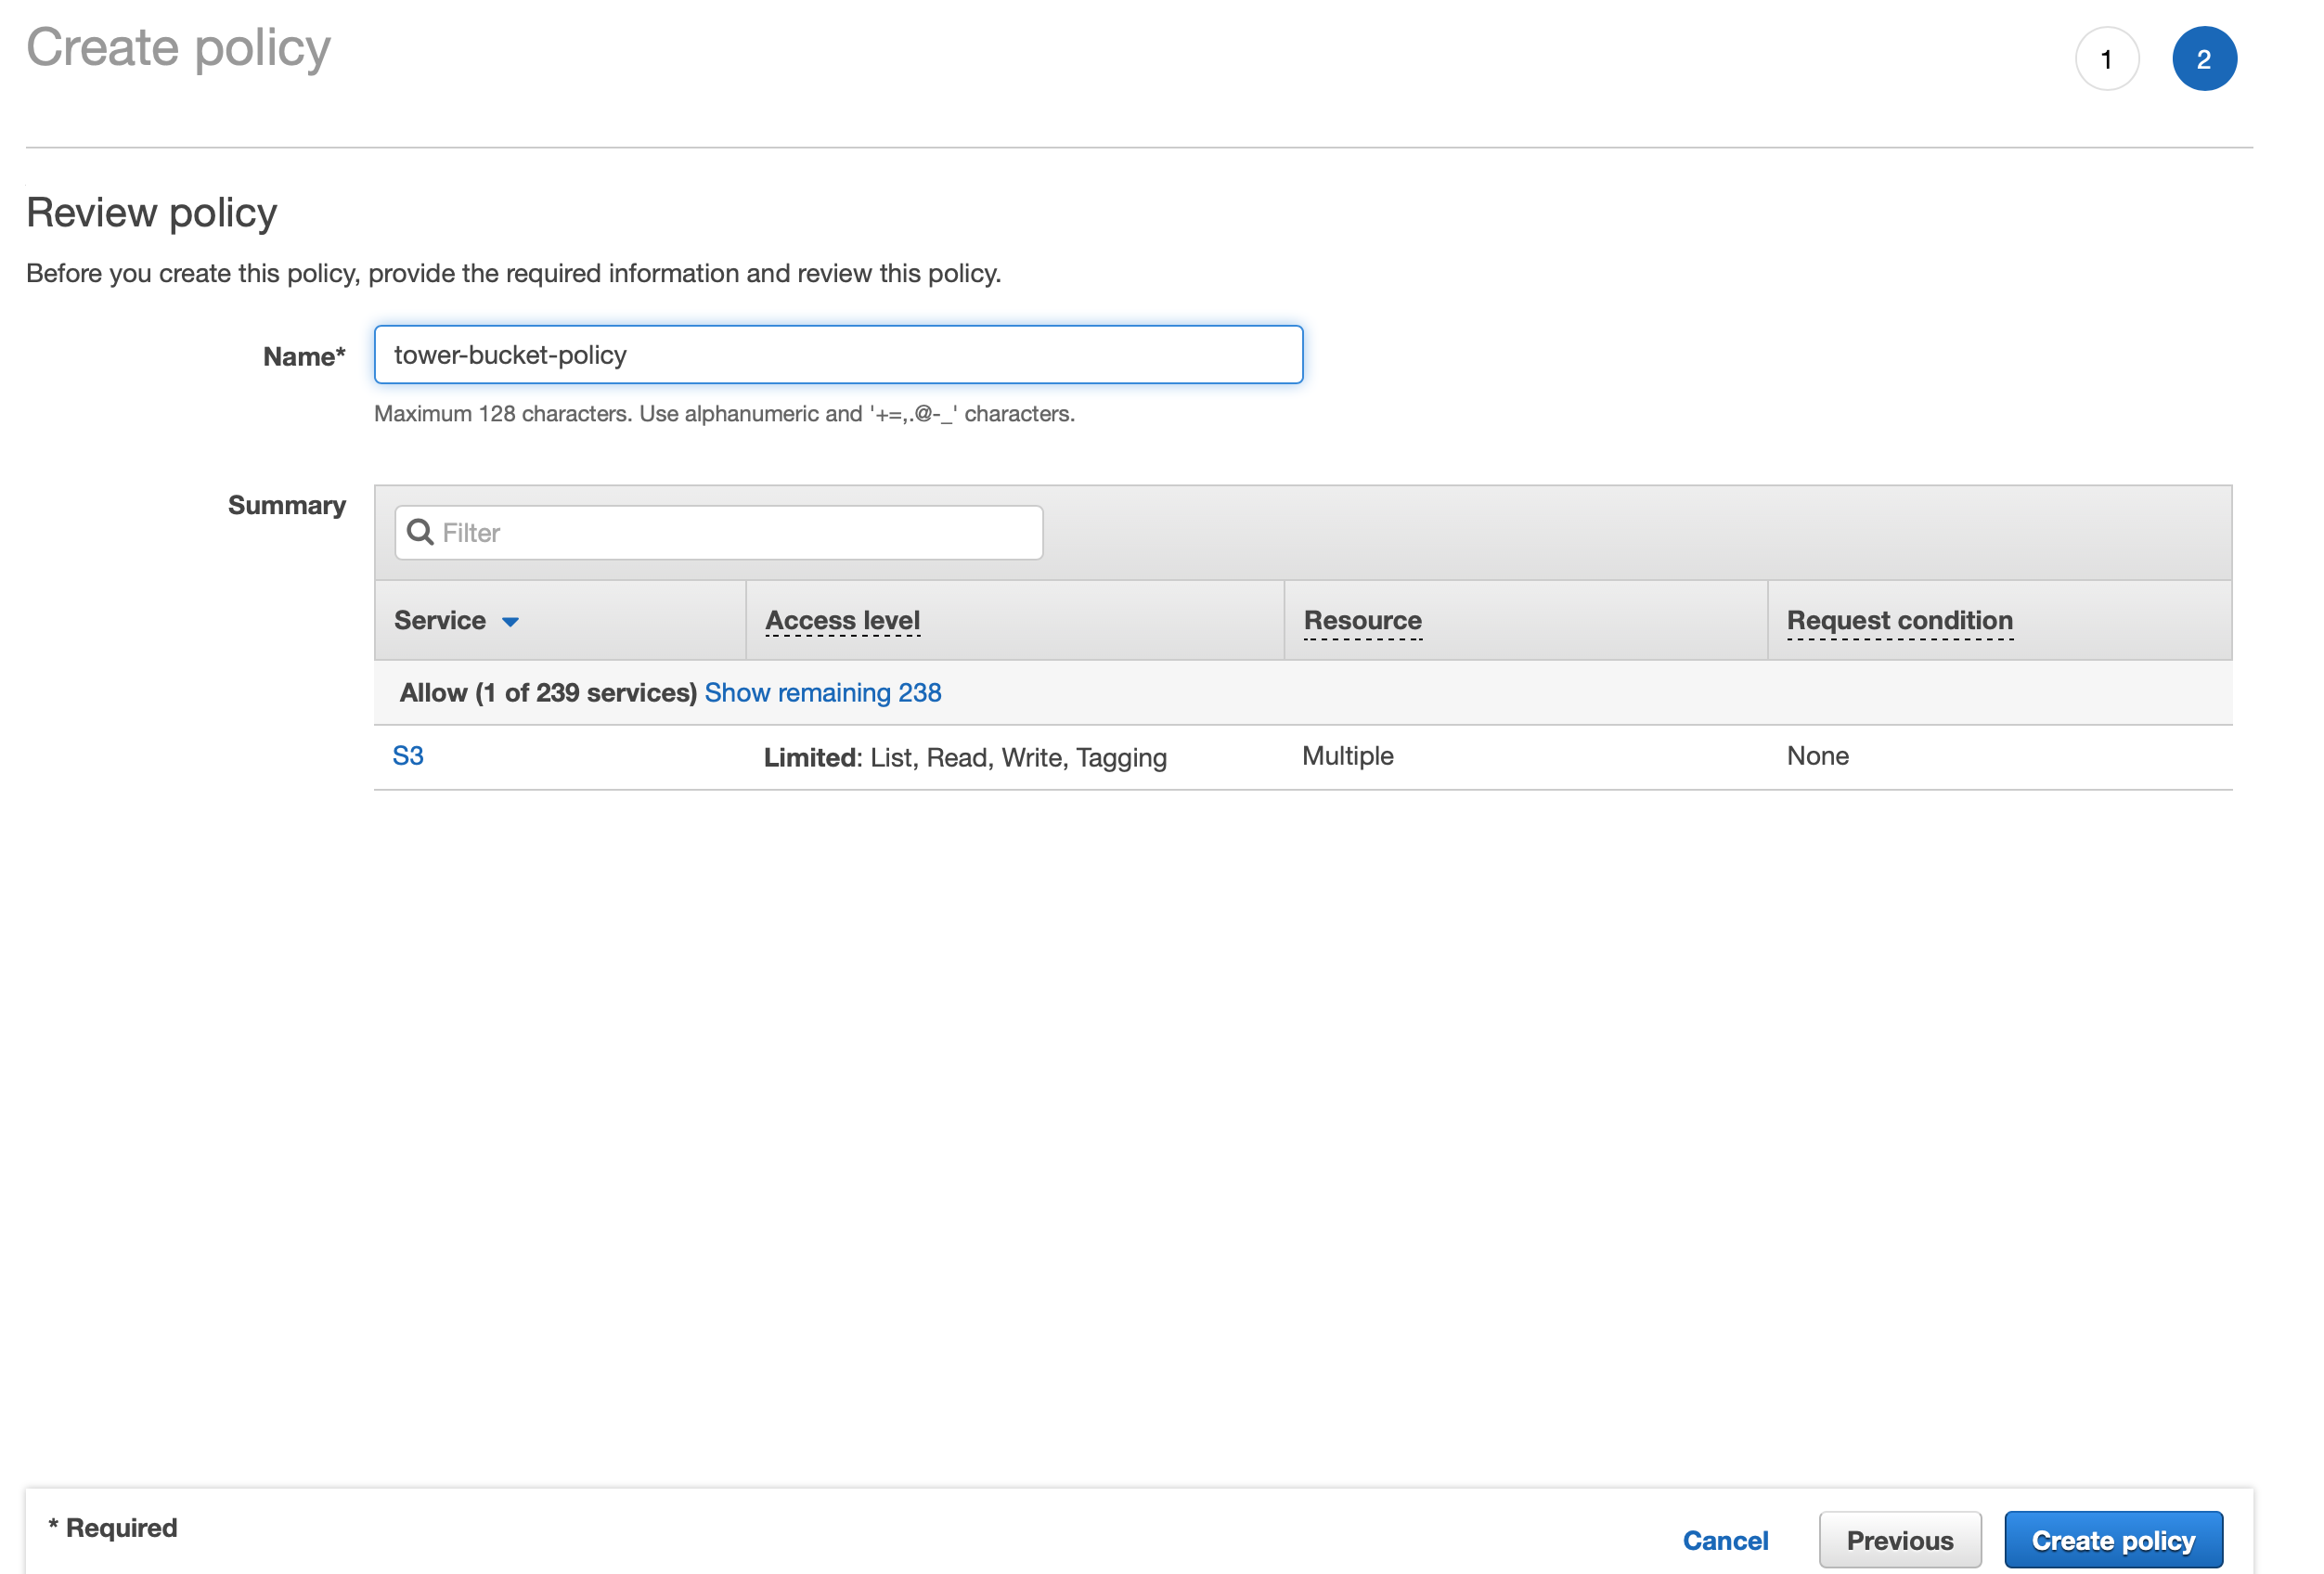 Create policy
1
2
Review policy
Before you create this policy, provide the required information and review this policy.
Name*
tower-bucket-policy
Maximum 128 characters. Use alphanumeric and '+=,.@-_' characters.
Summary
Filter
Service Access level Resource Request condition
Allow (1 of 239 services) Show remaining 238
S3 Limited: List, Read, Write, Tagging Multiple None
* Required
Cancel Previous Create policy